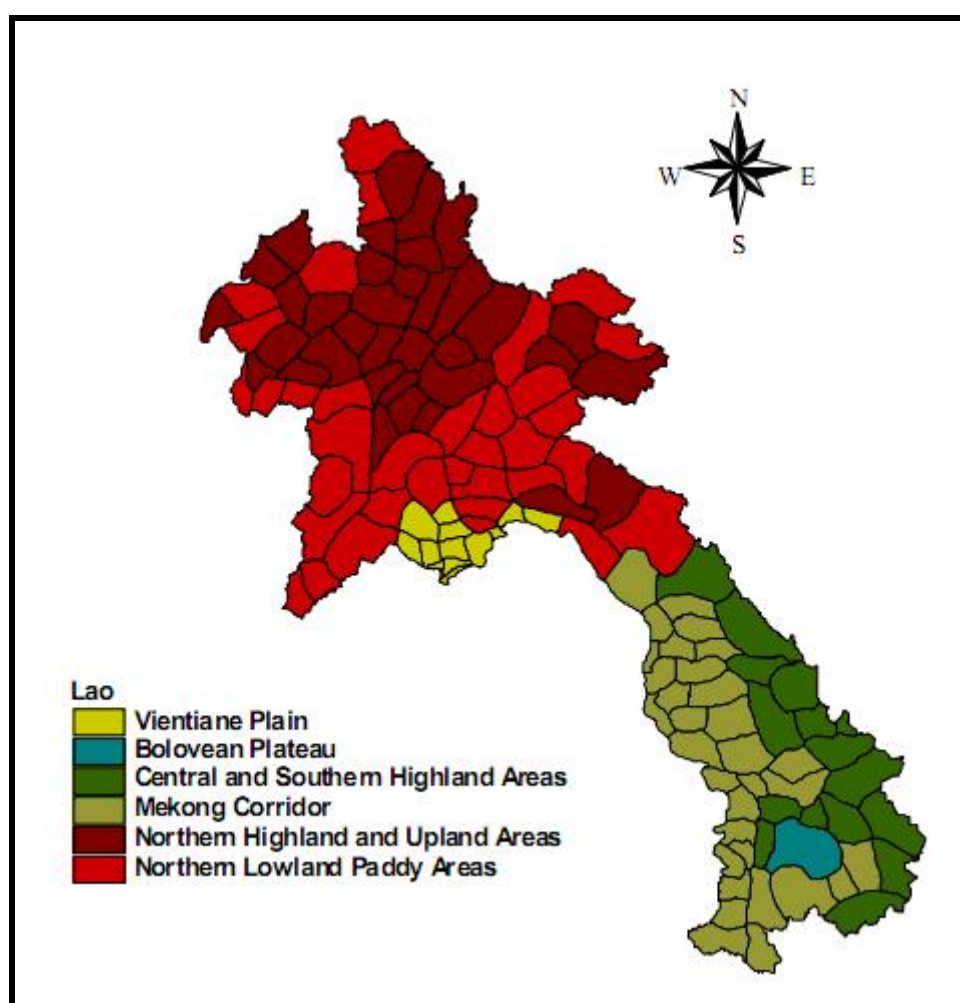 N
W E
S
Lao
Vientiane Plain
Bolovean Plateau
Central and Southern Highland Areas
Mekong Corridor
Northern Highland and Upland Areas
Northern Lowland Paddy Areas